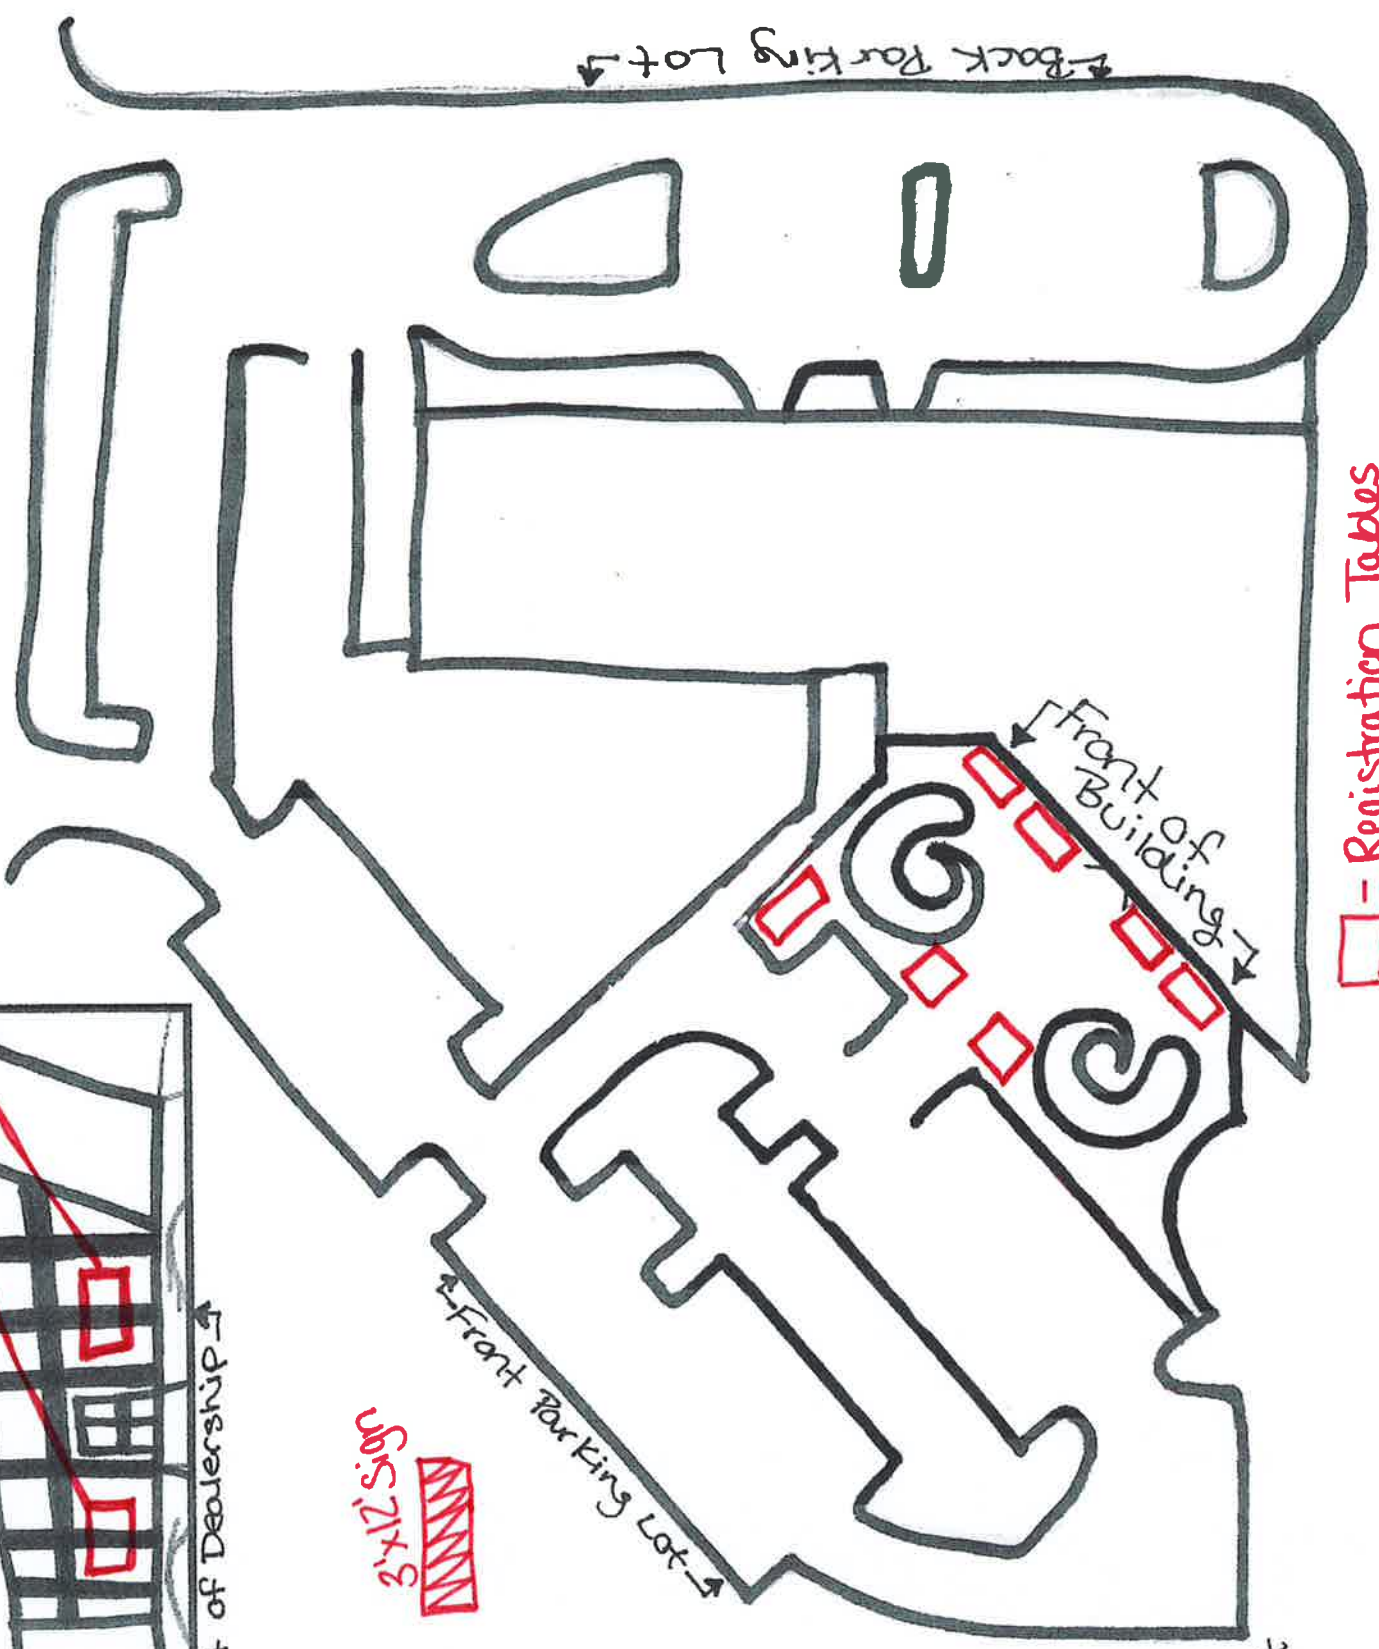 ←Back Parking Lot→
- Registration Tables
←Front of
Building→
←Front Parking Lot→
3'x12' Sign
of Dealership→